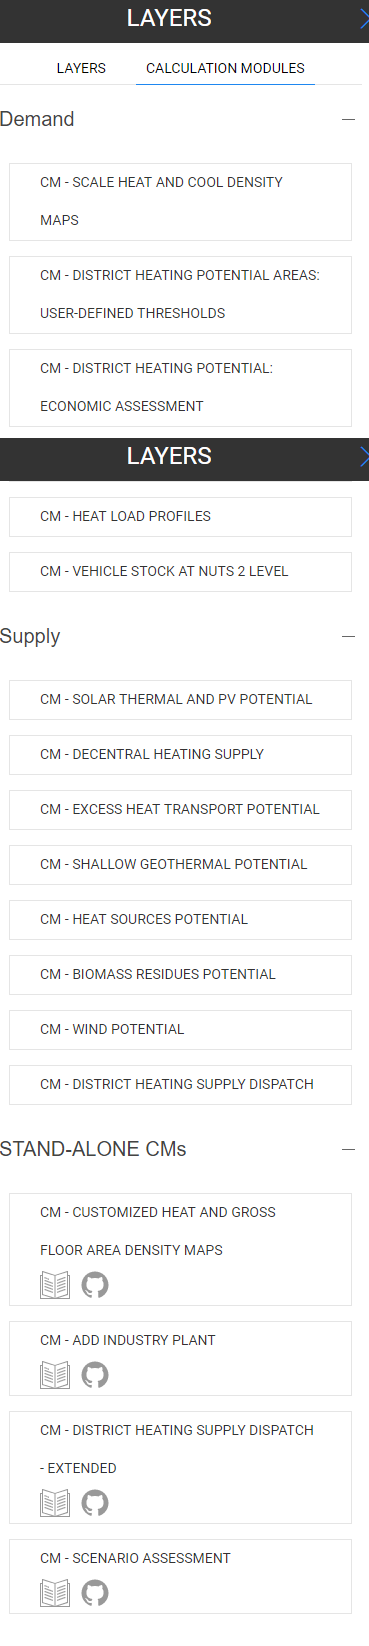 LAYERS
LAYERS CALCULATION MODULES
Demand
CM - SCALE HEAT AND COOL DENSITY
MAPS
CM - DISTRICT HEATING POTENTIAL AREAS:
USER-DEFINED THRESHOLDS
CM - DISTRICT HEATING POTENTIAL:
ECONOMIC ASSESSMENT
LAYERS
CM - HEAT LOAD PROFILES
CM - VEHICLE STOCK AT NUTS 2 LEVEL
Supply
CM - SOLAR THERMAL AND PV POTENTIAL
CM - DECENTRAL HEATING SUPPLY
CM - EXCESS HEAT TRANSPORT POTENTIAL
CM - SHALLOW GEOTHERMAL POTENTIAL
CM - HEAT SOURCES POTENTIAL
CM - BIOMASS RESIDUES POTENTIAL
CM - WIND POTENTIAL
CM - DISTRICT HEATING SUPPLY DISPATCH
STAND-ALONE CMs
CM - CUSTOMIZED HEAT AND GROSS
FLOOR AREA DENSITY MAPS
CM - ADD INDUSTRY PLANT
CM - DISTRICT HEATING SUPPLY DISPATCH
- EXTENDED
CM - SCENARIO ASSESSMENT